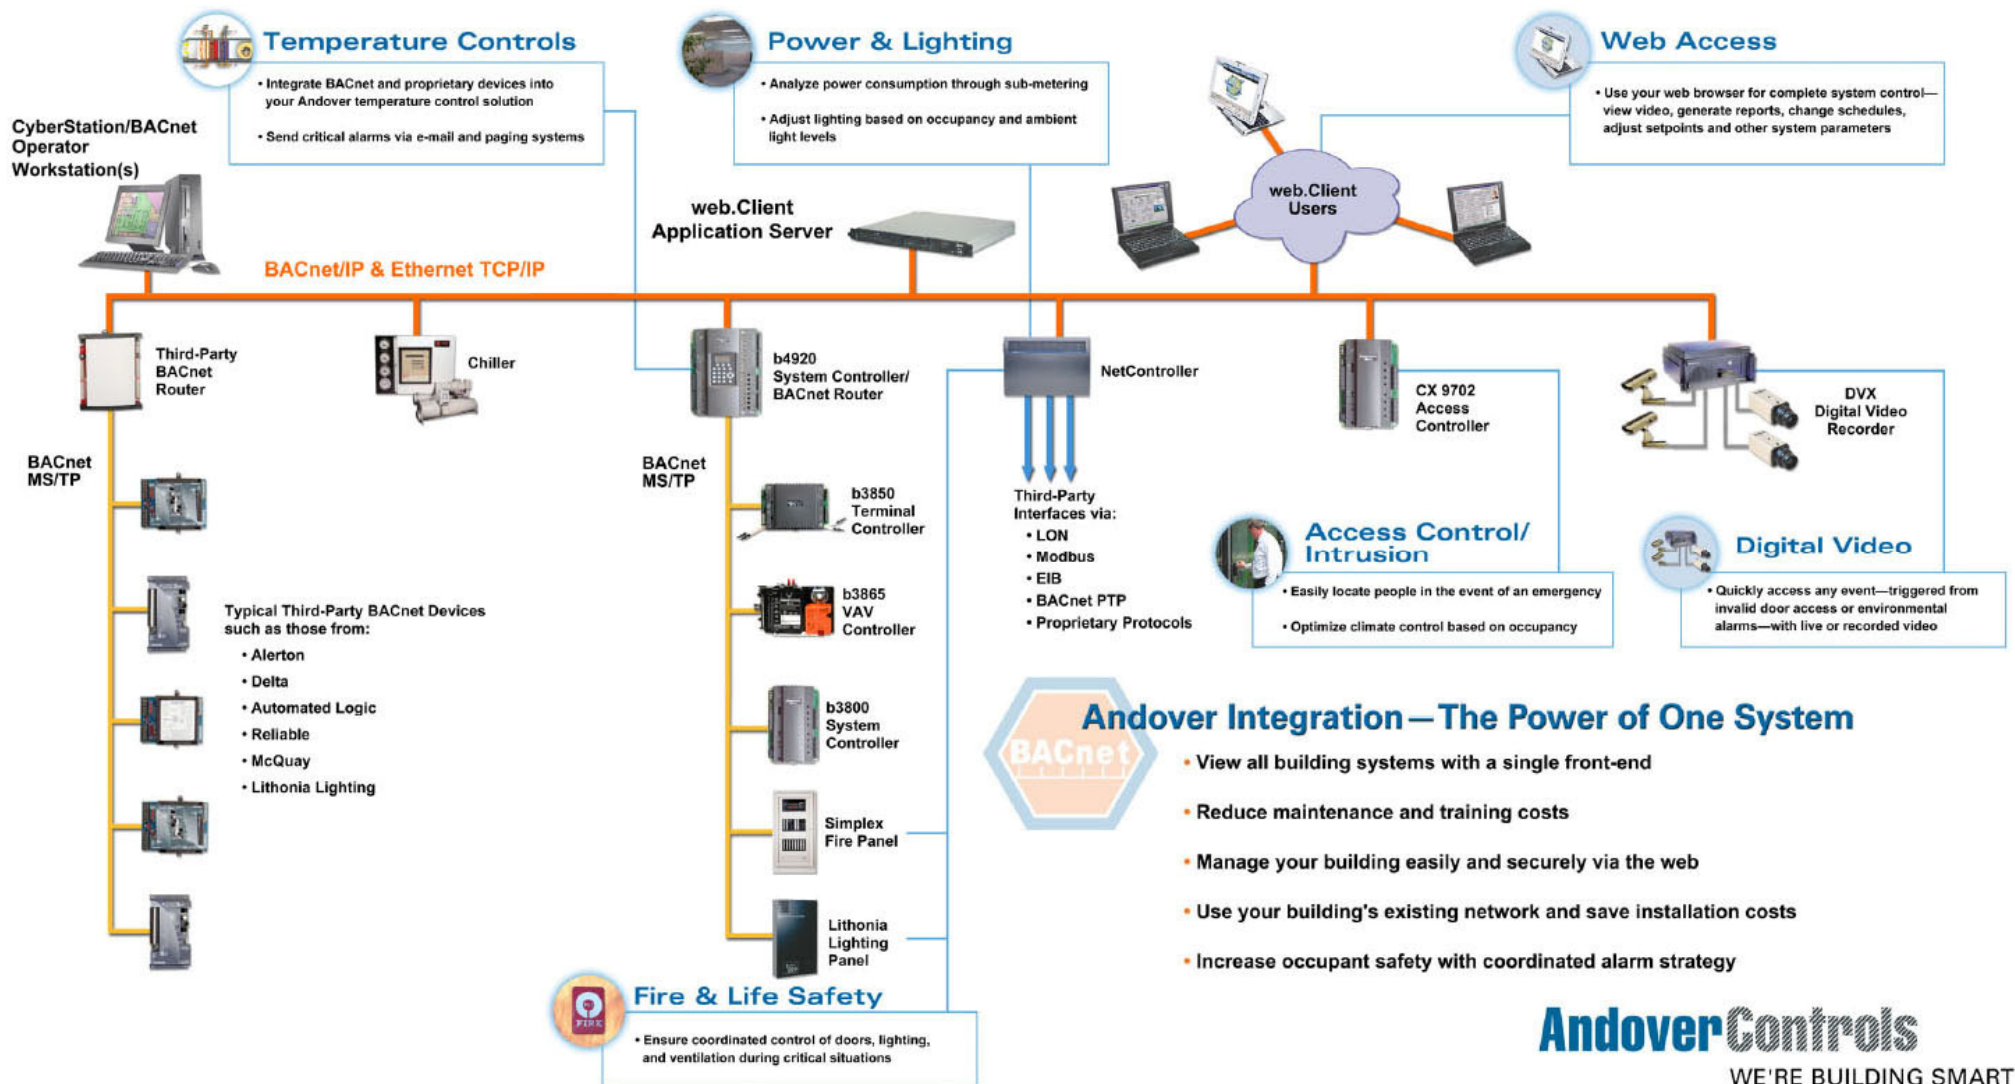 Temperature Controls
• Integrate BACnet and proprietary devices into
your Andover temperature control solution
• Send critical alarms via e-mail and paging systems
Power & Lighting
• Analyze power consumption through sub-metering
• Adjust lighting based on occupancy and ambient
light levels
Web Access
• Use your web browser for complete system control—
view video, generate reports, change schedules,
adjust setpoints and other system parameters
CyberStation/BACnet
Operator
Workstation(s)
web.Client
Application Server
web.Client
Users
BACnet/IP & Ethernet TCP/IP
Third-Party
BACnet
Router
Chiller
b4920
System Controller/
BACnet Router
NetController
CX 9702
Access
Controller
DVX
Digital Video
Recorder
BACnet
MS/TP
BACnet
MS/TP
b3850
Terminal
Controller
b3865
VAV
Controller
b3800
System
Controller
Simplex
Fire Panel
Lithonia
Lighting
Panel
Typical Third-Party BACnet Devices
such as those from:
• Alerton
• Delta
• Automated Logic
• Reliable
• McQuay
• Lithonia Lighting
Third-Party
Interfaces via:
• LON
• Modbus
• EIB
• BACnet PTP
• Proprietary Protocols
Access Control/
Intrusion
• Easily locate people in the event of an emergency
• Optimize climate control based on occupancy
Digital Video
• Quickly access any event—triggered from
invalid door access or environmental
alarms—with live or recorded video
BACnet
Andover Integration—The Power of One System
• View all building systems with a single front-end
• Reduce maintenance and training costs
• Manage your building easily and securely via the web
• Use your building's existing network and save installation costs
• Increase occupant safety with coordinated alarm strategy
FIRE
Fire & Life Safety
• Ensure coordinated control of doors, lighting,
and ventilation during critical situations
Andover Controls
WE'RE BUILDING SMART